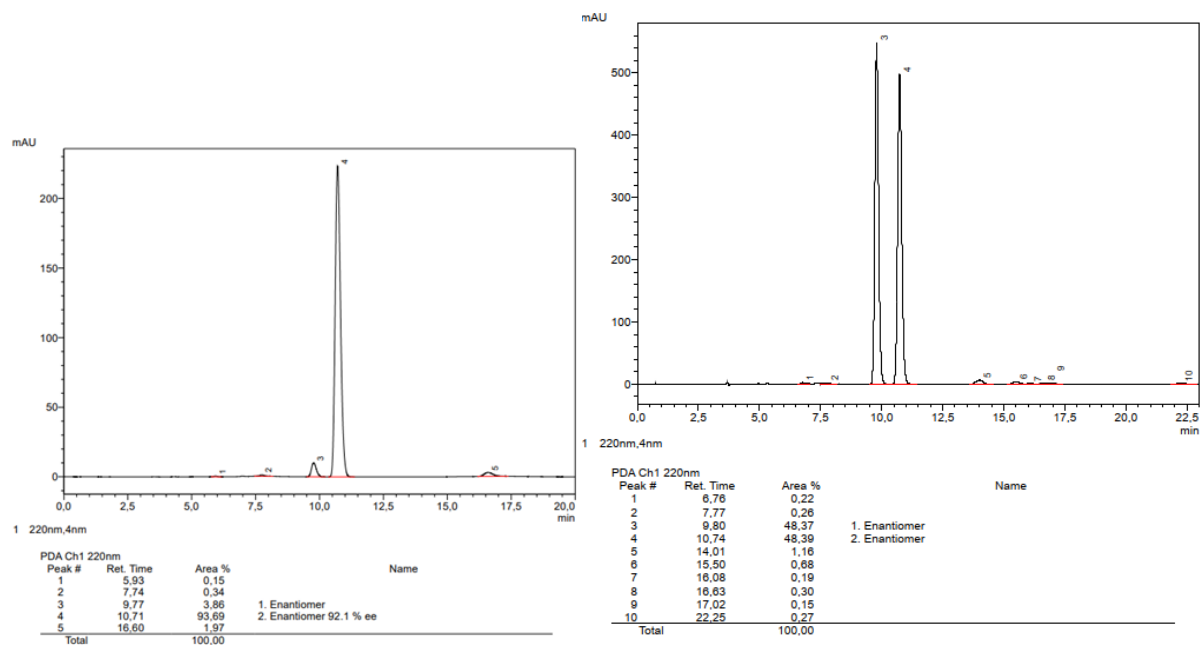 mAU
200
150
100
50
0
1
2
3
4
5
0,0 2,5 5,0 7,5 10,0 12,5 15,0 17,5 20,0
min
1 220nm,4nm
PDA Ch1 220nm
Peak # Ret. Time Area % Name
1 5,93 0,15
2 7,74 0,34
3 9,77 3,86 1. Enantiomer
4 10,71 93,69 2. Enantiomer 92.1 % ee
5 16,60 1,97
Total 100,00
mAU
500
400
300
200
100
0
1
2
3
4
5
6
7
8
9
10
0,0 2,5 5,0 7,5 10,0 12,5 15,0 17,5 20,0 22,5
min
1 220nm,4nm
PDA Ch1 220nm
Peak # Ret. Time Area % Name
1 6,76 0,22
2 7,77 0,26
3 9,80 48,37 1. Enantiomer
4 10,74 48,39 2. Enantiomer
5 14,01 1,16
6 15,50 0,68
7 16,08 0,19
8 16,63 0,30
9 17,02 0,15
10 22,25 0,27
Total 100,00